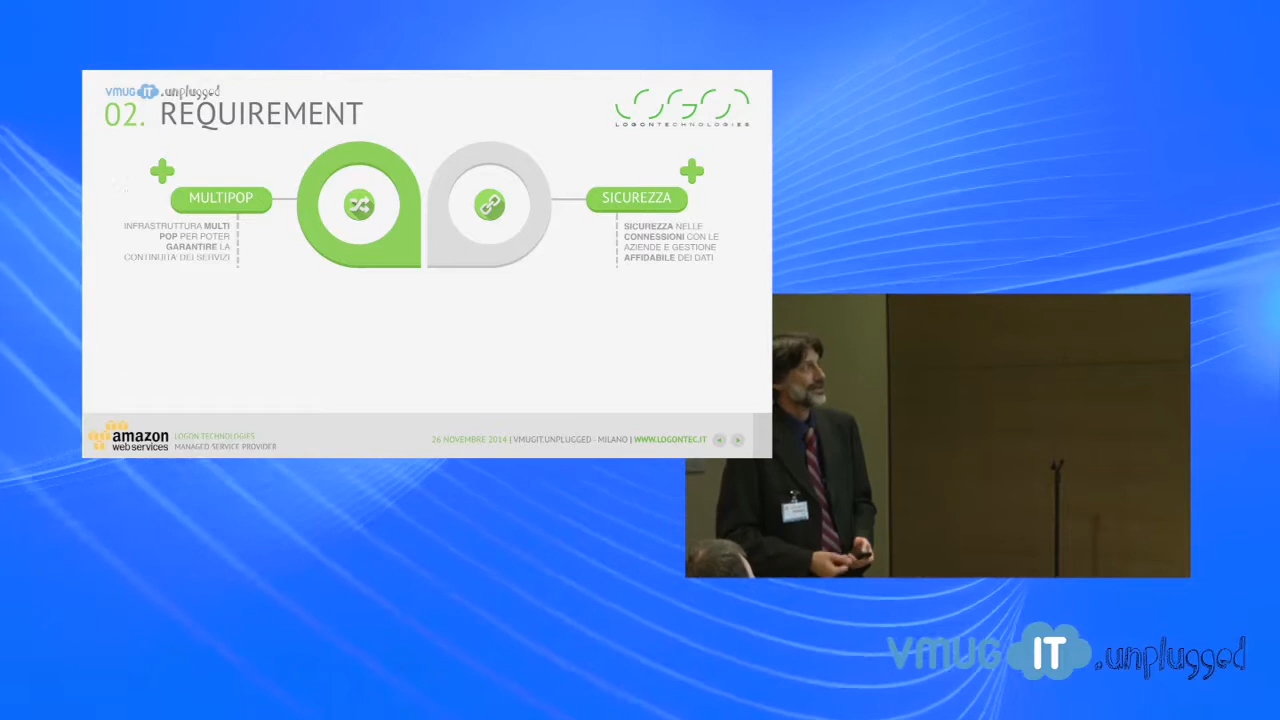 VMUG IT .unplugged
02. REQUIREMENT
LOGON
LOGONTECHNOLOGIES
MULTIPOP
INFRASTRUTTURA MULTI
POP PER POTER
GARANTIRE LA
CONTINUITA' DEI SERVIZI
SICUREZZA
SICUREZZA NELLE
CONNESSIONI CON LE
AZIENDE E GESTIONE
AFFIDABILE DEI DATI
amazon
web services
LOGON TECHNOLOGIES
MANAGED SERVICE PROVIDER
26 NOVEMBRE 2014 | VMUGIT.UNPLUGGED - MILANO | WWW.LOGONTEC.IT
VMUG IT .unplugged